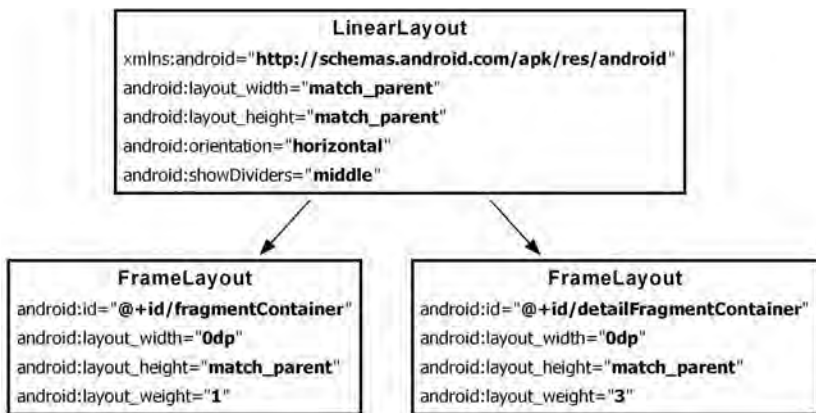 LinearLayout
xmlns:android="http://schemas.android.com/apk/res/android"
android:layout_width="match_parent"
android:layout_height="match_parent"
android:orientation="horizontal"
android:showDividers="middle"
FrameLayout
android:id="@+id/fragmentContainer"
android:layout_width="0dp"
android:layout_height="match_parent"
android:layout_weight="1"
FrameLayout
android:id="@+id/detailFragmentContainer"
android:layout_width="0dp"
android:layout_height="match_parent"
android:layout_weight="3"